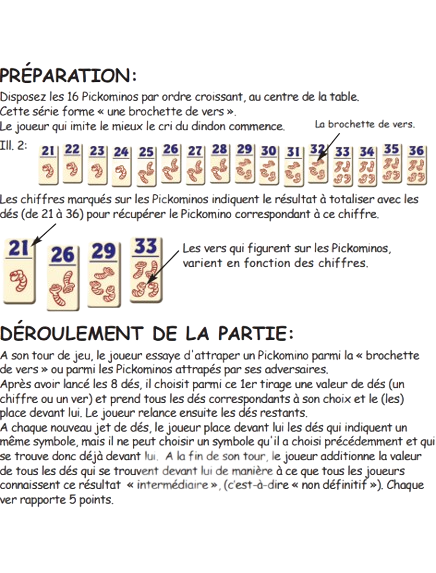 PRÉPARATION:
Disposez les 16 Pickominos par ordre croissant, au centre de la table.
Cette série forme « une brochette de vers ».
Le joueur qui imite le mieux le cri du dindon commence.
La brochette de vers.
Ill. 2:
21 22 23 24 25 26 27 28 29 30 31 32 33 34 35 36
Les chiffres marqués sur les Pickominos indiquent le résultat à totaliser avec les
dés (de 21 à 36) pour récupérer le Pickomino correspondant à ce chiffre.
21 26 29 33
Les vers qui figurent sur les Pickominos,
varient en fonction des chiffres.
DÉROULEMENT DE LA PARTIE:
A son tour de jeu, le joueur essaye d'attraper un Pickomino parmi la « brochette
de vers » ou parmi les Pickominos attrapés par ses adversaires.
Après avoir lancé les 8 dés, il choisit parmi ce 1er tirage une valeur de dés (un
chiffre ou un ver) et prend tous les dés correspondants à son choix et le (les)
place devant lui. Le joueur relance ensuite les dés restants.
A chaque nouveau jet de dés, le joueur place devant lui les dés qui indiquent un
même symbole, mais il ne peut choisir un symbole qu'il a choisi précédemment et qui
se trouve donc déjà devant lui. A la fin de son tour, le joueur additionne la valeur
de tous les dés qui se trouvent devant lui de manière à ce que tous les joueurs
connaissent ce résultat « intermédiaire », (c'est-à-dire « non définitif »). Chaque
ver rapporte 5 points.